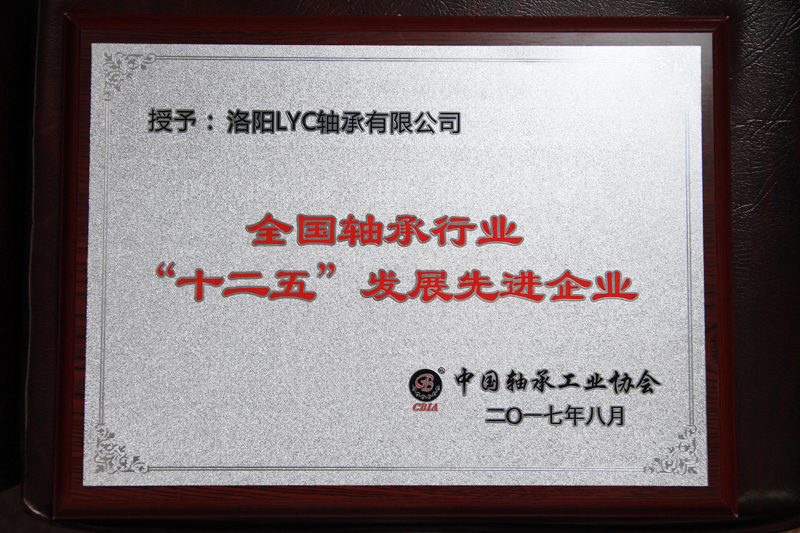 授予：洛阳LYC轴承有限公司
全国轴承行业
“十二五”发展先进企业
® 中国轴承工业协会
CBIA
二〇一七年八月